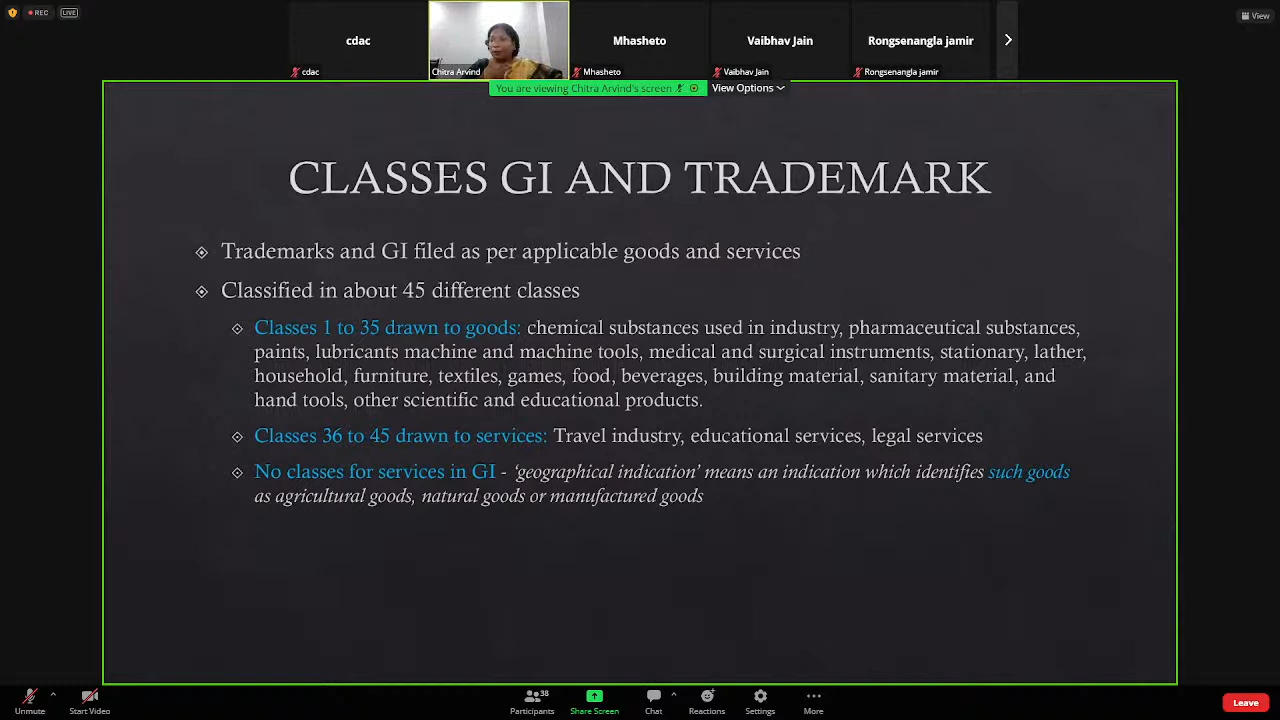 REC
LIVE
View
cdac
Mhasheto
Vaibhav Jain
Rongsenangla jamir
cdac
Chitra Arvind
Mhasheto
Vaibhav Jain
Rongsenangla jamir
You are viewing Chitra Arvind's screen
View Options
CLASSES GI AND TRADEMARK
Trademarks and GI filed as per applicable goods and services
Classified in about 45 different classes
Classes 1 to 35 drawn to goods: chemical substances used in industry, pharmaceutical substances,
paints, lubricants machine and machine tools, medical and surgical instruments, stationary, lather,
household, furniture, textiles, games, food, beverages, building material, sanitary material, and
hand tools, other scientific and educational products.
Classes 36 to 45 drawn to services: Travel industry, educational services, legal services
No classes for services in GI - ‘geographical indication’ means an indication which identifies such goods
as agricultural goods, natural goods or manufactured goods
Unmute
Start Video
38
Participants
Share Screen
Chat
Reactions
Settings
More
Leave